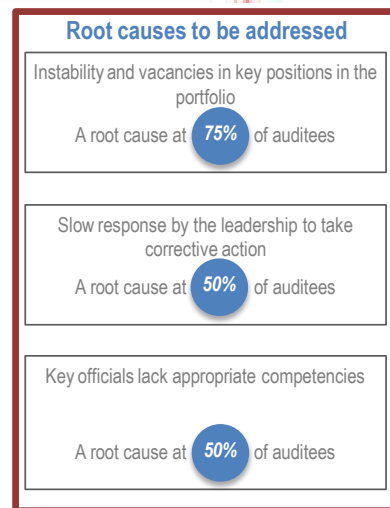 Root causes to be addressed
Instability and vacancies in key positions in the
portfolio
A root cause at 75% of auditees
Slow response by the leadership to take
corrective action
A root cause at 50% of auditees
Key officials lack appropriate competencies
A root cause at 50% of auditees